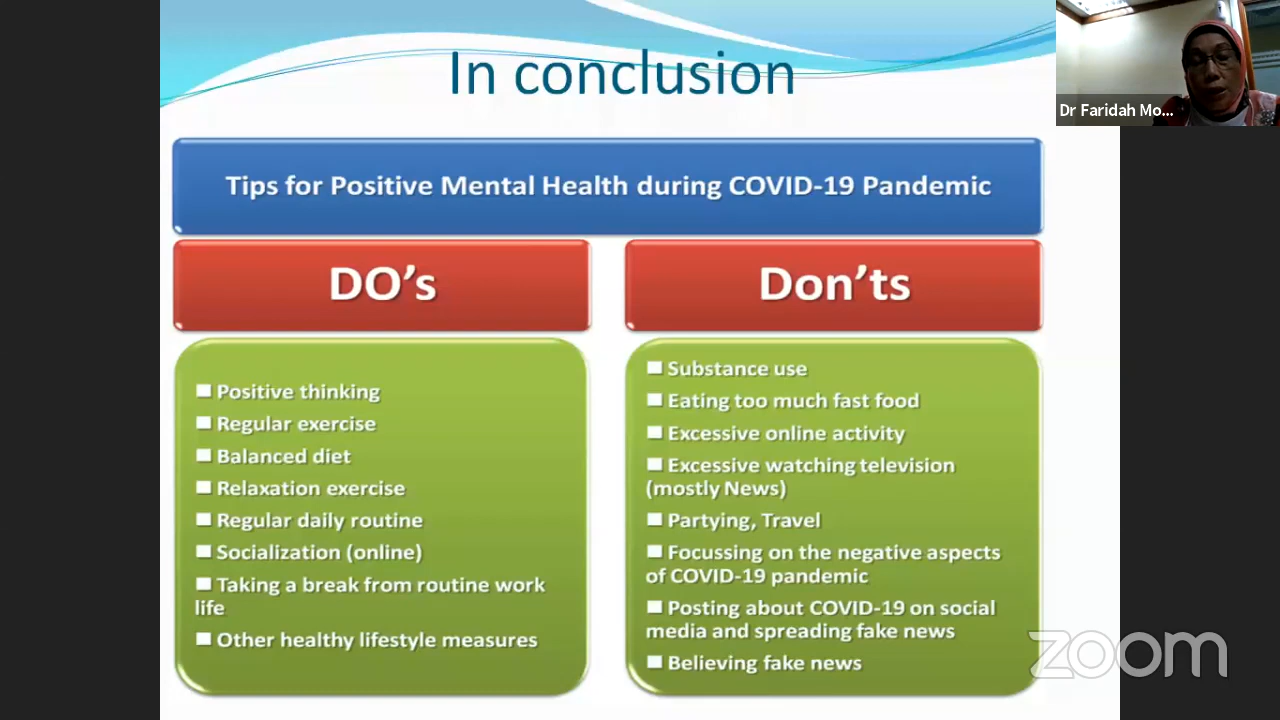 In conclusion
Dr Faridah Mo...
Tips for Positive Mental Health during COVID-19 Pandemic
DO's
Don'ts
Positive thinking
Regular exercise
Balanced diet
Relaxation exercise
Regular daily routine
Socialization (online)
Taking a break from routine work
life
Other healthy lifestyle measures
Substance use
Eating too much fast food
Excessive online activity
Excessive watching television
(mostly News)
Partying, Travel
Focussing on the negative aspects
of COVID-19 pandemic
Posting about COVID-19 on social
media and spreading fake news
Believing fake news
zoom